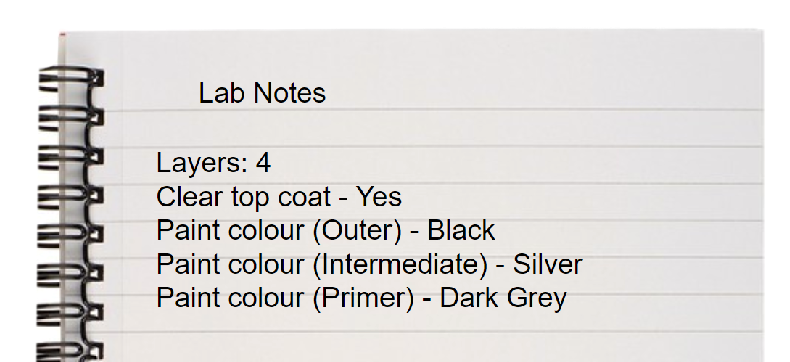 Lab Notes
Layers: 4
Clear top coat - Yes
Paint colour (Outer) - Black
Paint colour (Intermediate) - Silver
Paint colour (Primer) - Dark Grey